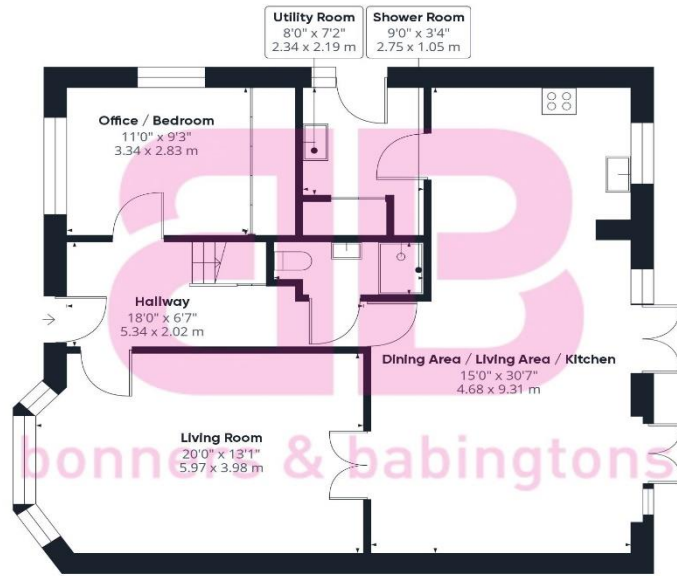 Utility Room
8'0" x 7'2"
2.34 x 2.19 m
Shower Room
9'0" x 3'4"
2.75 x 1.05 m
Office / Bedroom
11'0" x 9'3"
3.34 x 2.83 m
Hallway
18'0" x 6'7"
5.34 x 2.02 m
Dining Area / Living Area / Kitchen
15'0" x 30'7"
4.68 x 9.31 m
Living Room
20'0" x 13'1"
5.97 x 3.98 m
bonners & babingtons